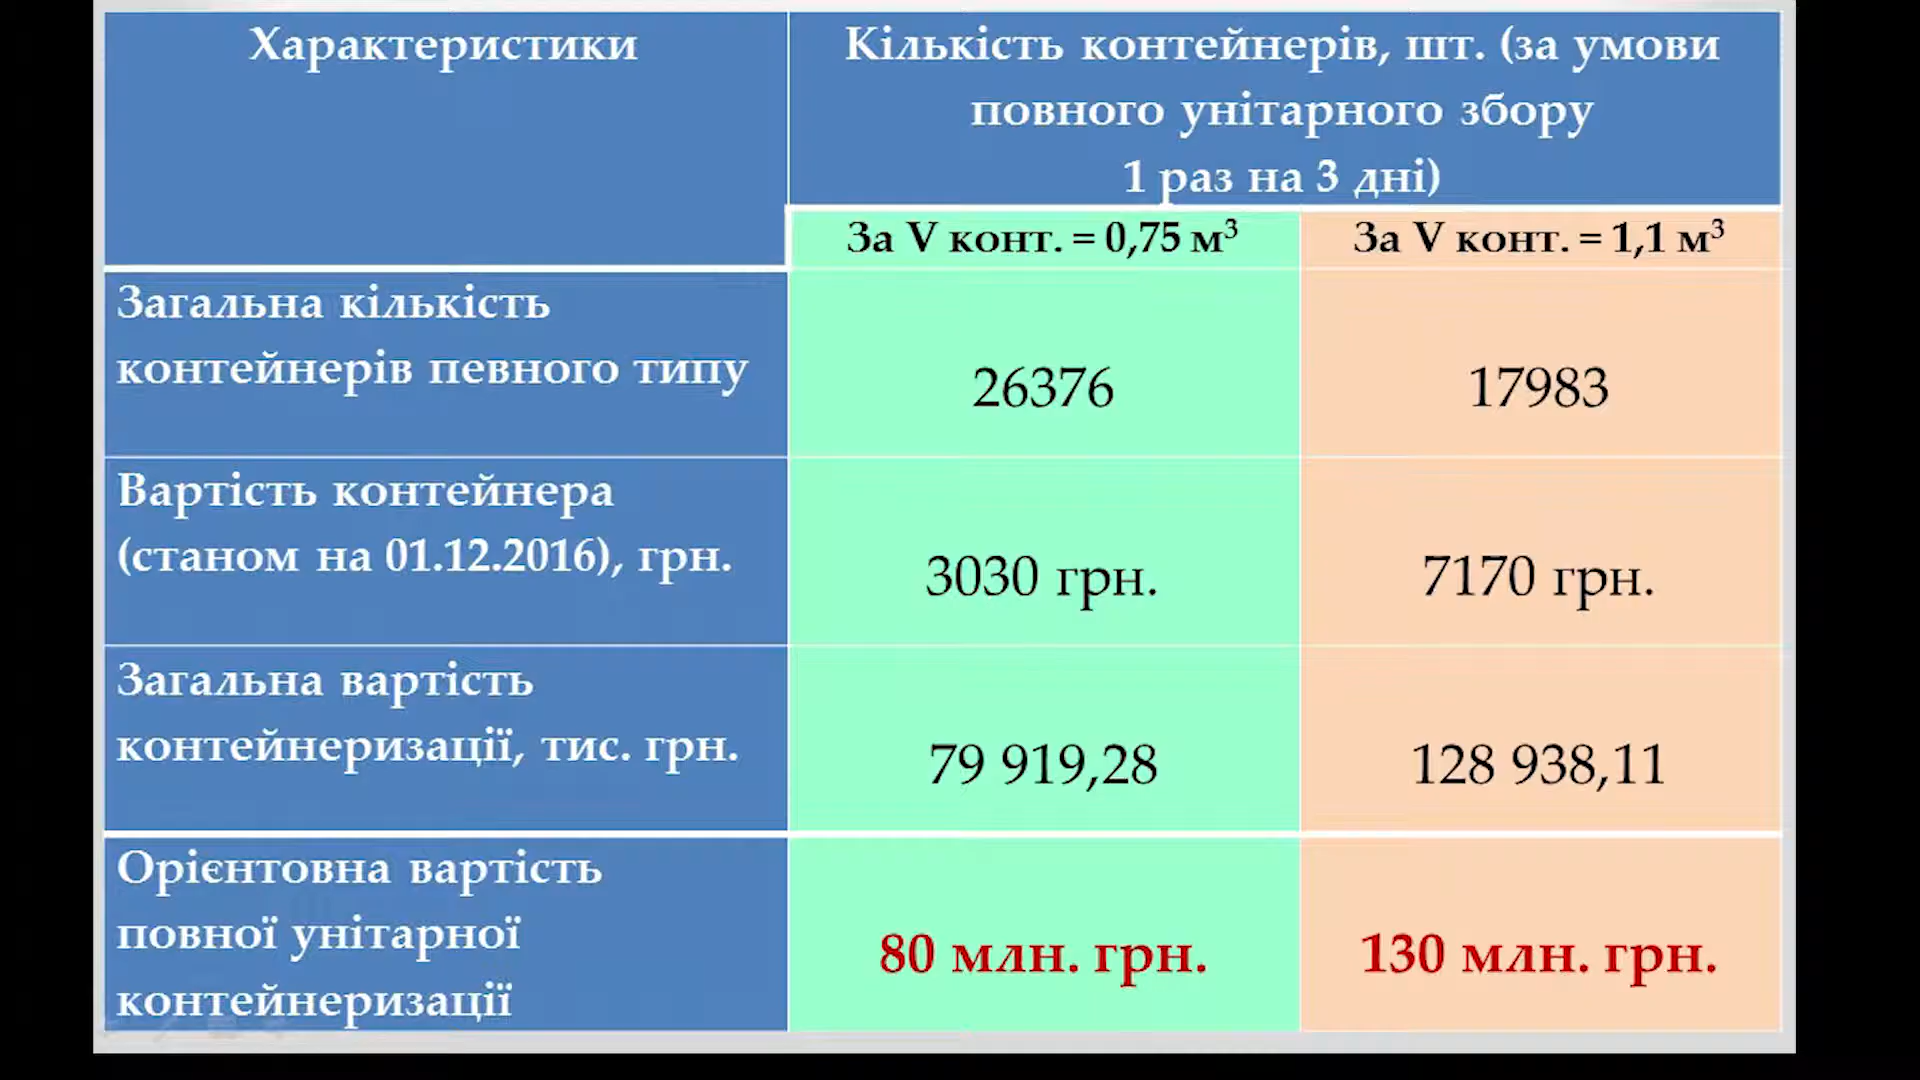 Характеристики
Кількість контейнерів, шт. (за умови
повного унітарного збору
1 раз на 3 дні)
За V конт. = 0,75 м³
За V конт. = 1,1 м³
Загальна кількість
контейнерів певного типу
26376
17983
Вартість контейнера
(станом на 01.12.2016), грн.
3030 грн.
7170 грн.
Загальна вартість
контейнеризації, тис. грн.
79 919,28
128 938,11
Орієнтовна вартість
повної унітарної
контейнеризації
80 млн. грн.
130 млн. грн.